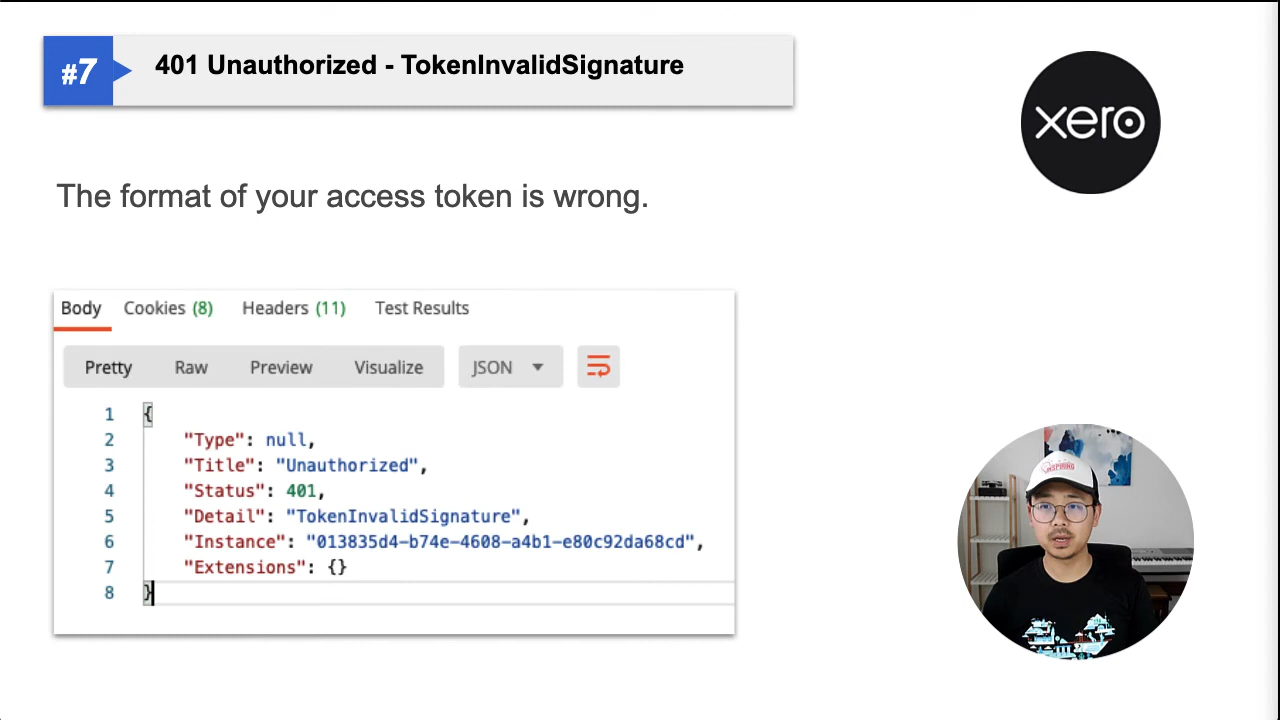 #7
401 Unauthorized - TokenInvalidSignature
xero
The format of your access token is wrong.
Body Cookies (8) Headers (11) Test Results
Pretty Raw Preview Visualize JSON
1 {
2 "Type": null,
3 "Title": "Unauthorized",
4 "Status": 401,
5 "Detail": "TokenInvalidSignature",
6 "Instance": "013835d4-b74e-4608-a4b1-e80c92da68cd",
7 "Extensions": {}
8 }